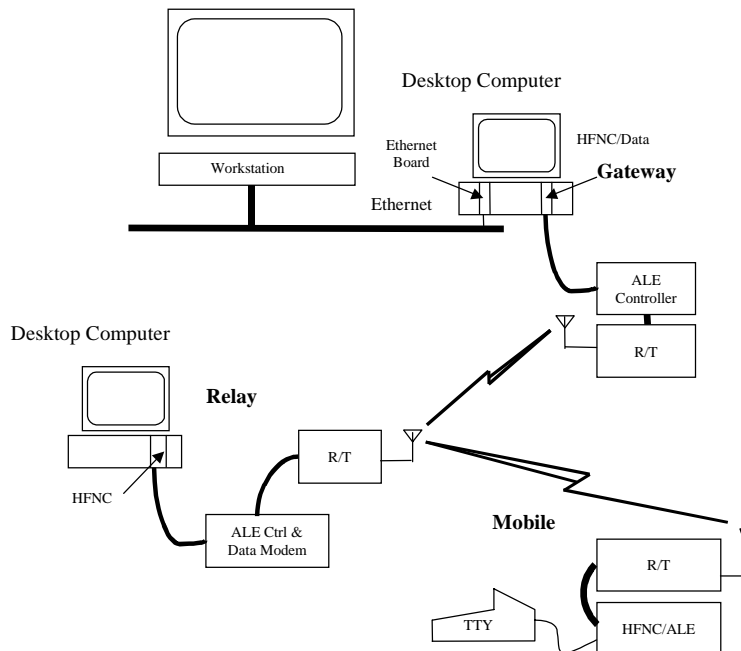 Desktop Computer
HFNC/Data
Ethernet
Board
Gateway
Workstation
Ethernet
ALE
Controller
R/T
Desktop Computer
Relay
R/T
HFNC
ALE Ctrl &
Data Modem
Mobile
R/T
TTY
HFNC/ALE